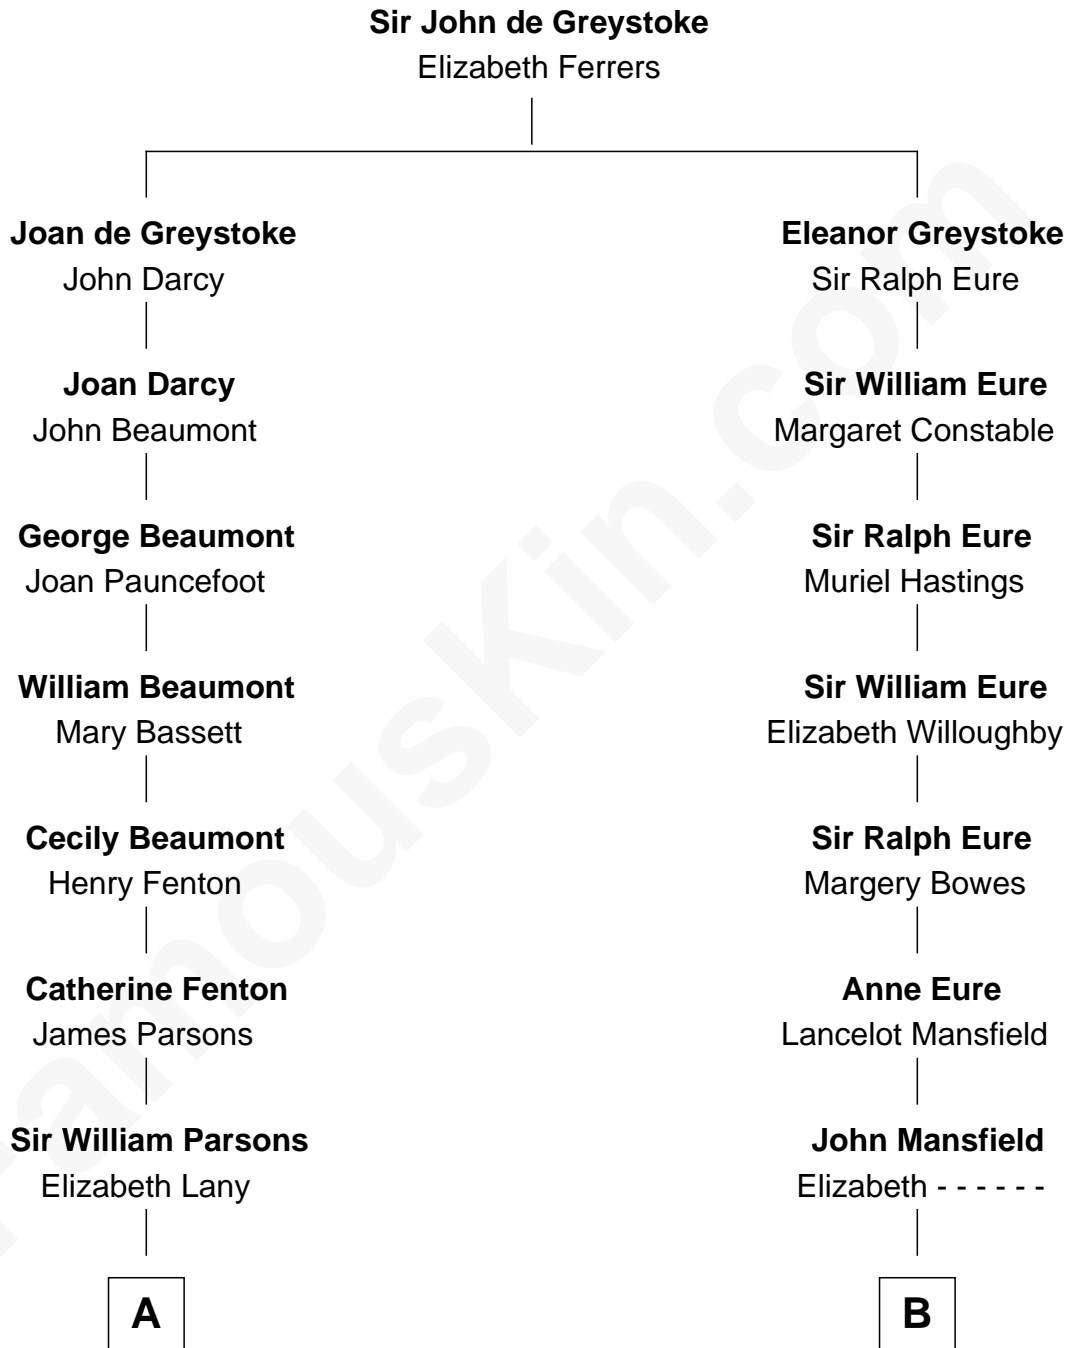 Sir John de Greystoke
Elizabeth Ferrers
Joan de Greystoke
John Darcy
Eleanor Greystoke
Sir Ralph Eure
Joan Darcy
John Beaumont
Sir William Eure
Margaret Constable
George Beaumont
Joan Pauncefoot
Sir Ralph Eure
Muriel Hastings
William Beaumont
Mary Bassett
Sir William Eure
Elizabeth Willoughby
Cecily Beaumont
Henry Fenton
Sir Ralph Eure
Margery Bowes
Catherine Fenton
James Parsons
Anne Eure
Lancelot Mansfield
Sir William Parsons
Elizabeth Lany
John Mansfield
Elizabeth - - - - - -
A
B
FamousKin.com